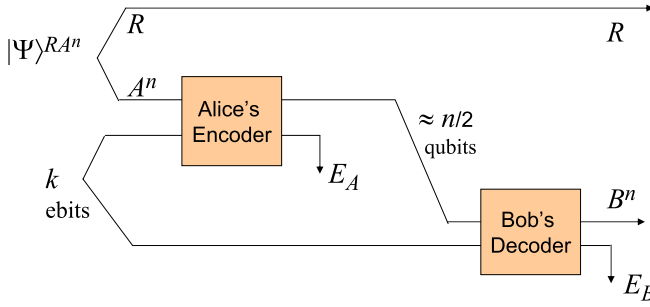 R
R
|Ψ⟩^{RA^n}
A^n
Alice's
Encoder
≈ n/2
qubits
E_A
k
ebits
B^n
Bob's
Decoder
E_B